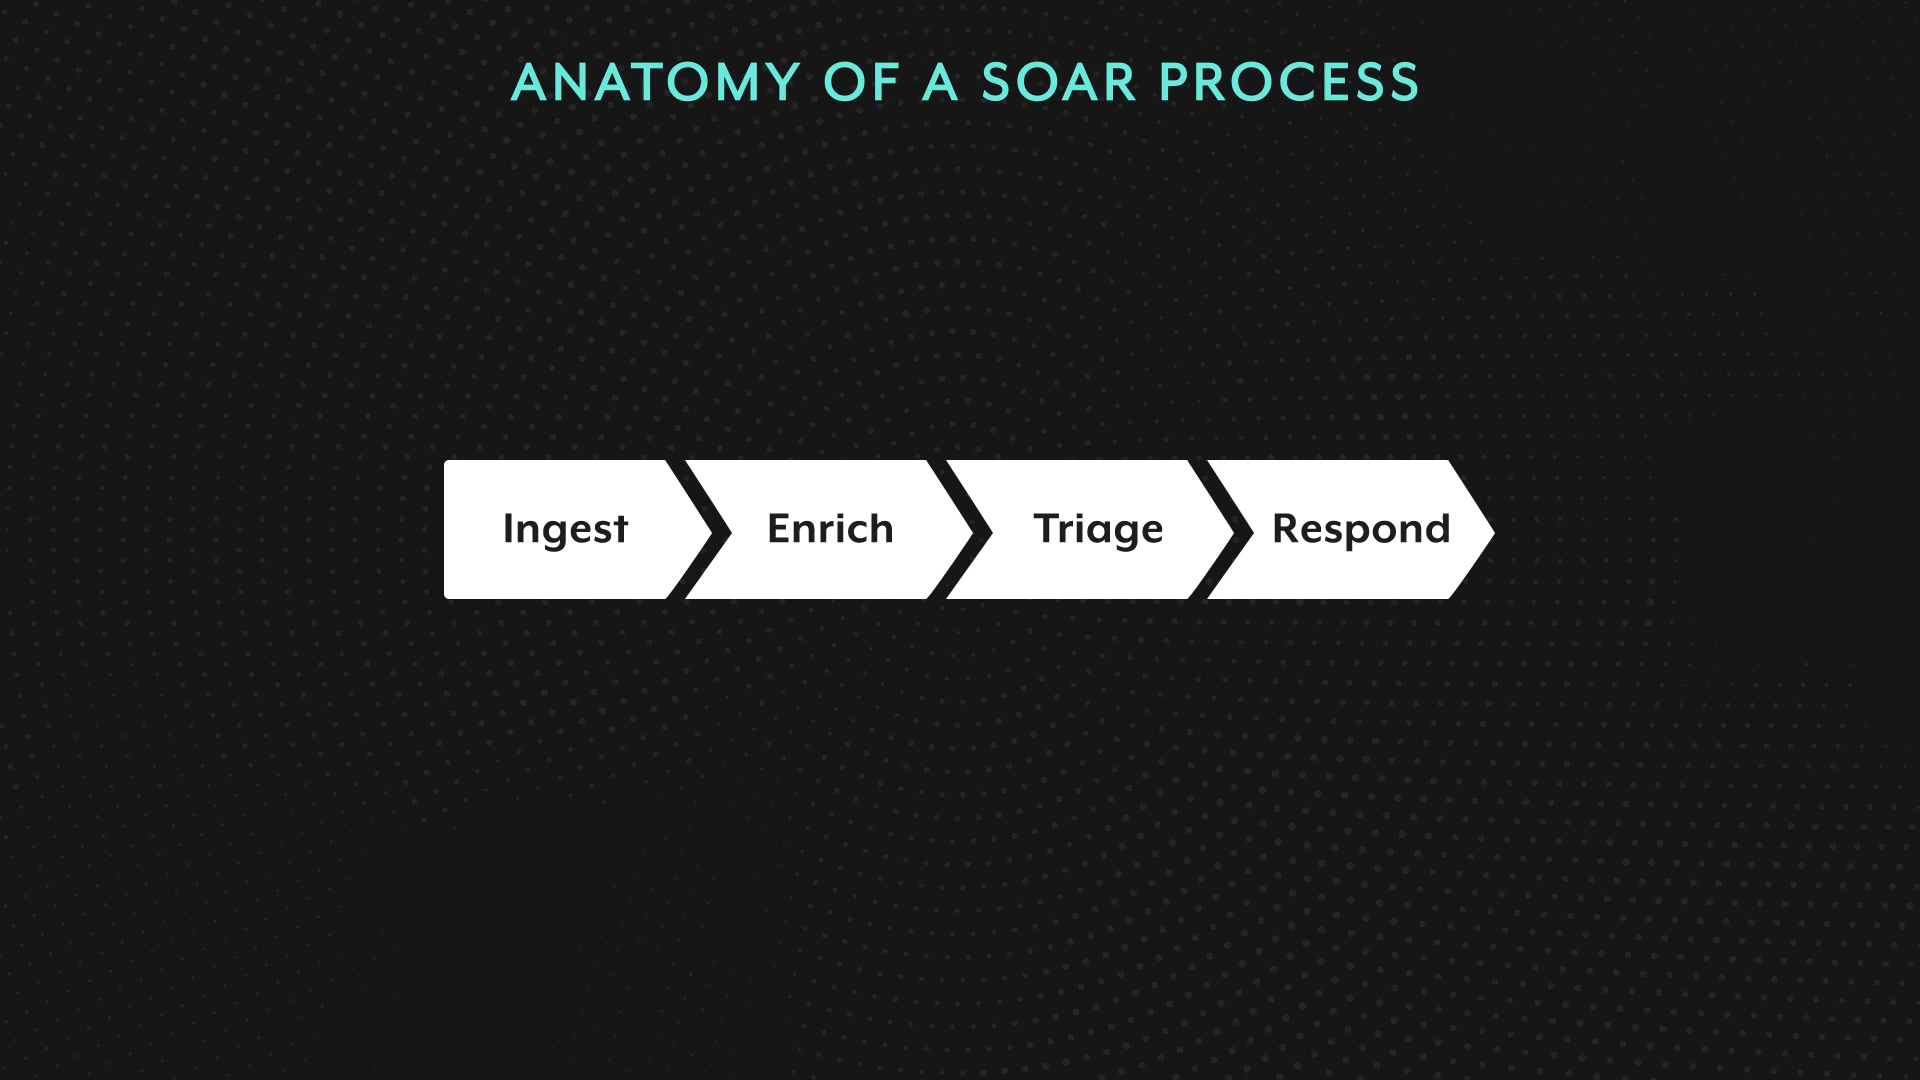 ANATOMY OF A SOAR PROCESS
Ingest
Enrich
Triage
Respond